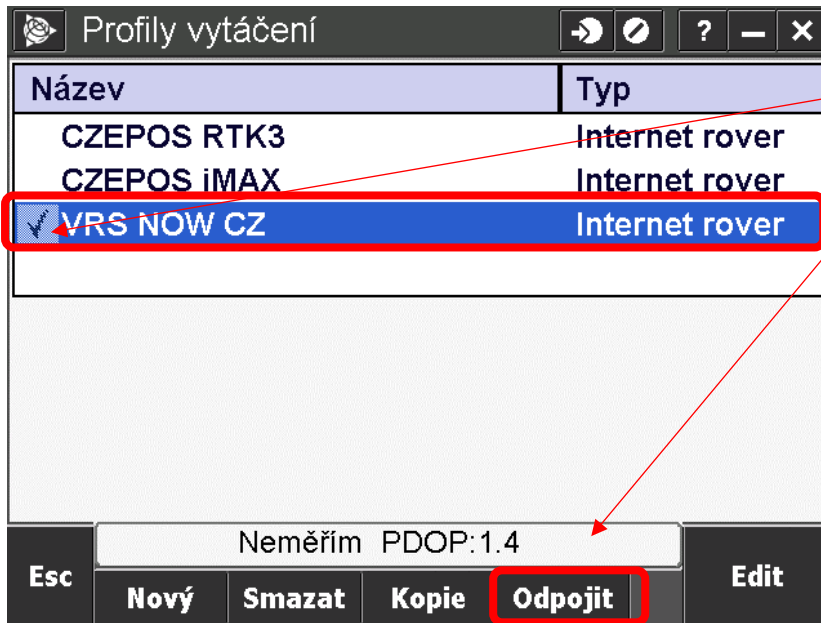 Profily vytáčení ?
Název Typ
CZEPOS RTK3 Internet rover
CZEPOS iMAX Internet rover
VRS NOW CZ Internet rover
Neměřím PDOP:1.4
Esc Nový Smazat Kopie Odpojit Edit